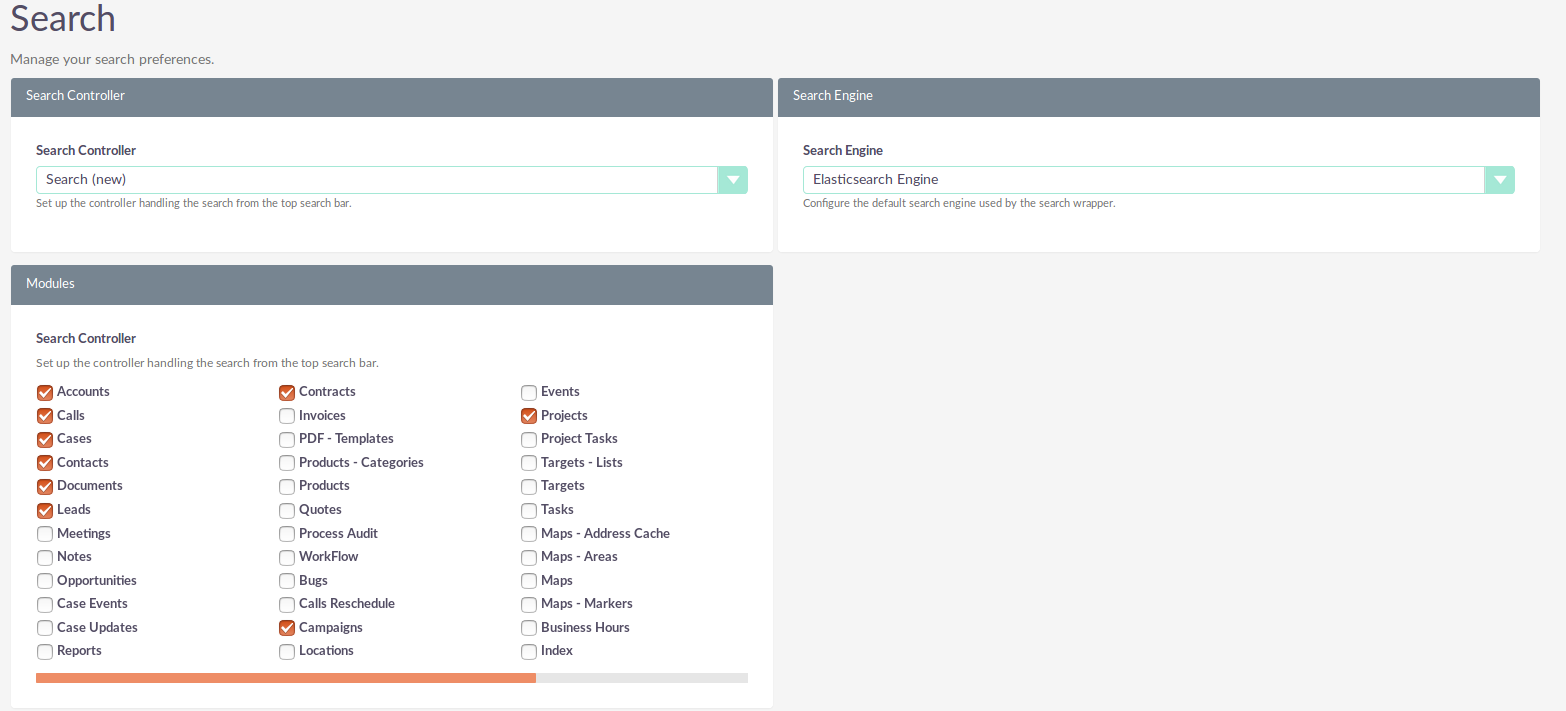 Search
Manage your search preferences.
Search Controller
Search Controller
Search (new)
Set up the controller handling the search from the top search bar.
Search Engine
Search Engine
Elasticsearch Engine
Configure the default search engine used by the search wrapper.
Modules
Search Controller
Set up the controller handling the search from the top search bar.
Accounts
Calls
Cases
Contacts
Documents
Leads
Meetings
Notes
Opportunities
Case Events
Case Updates
Reports
Contracts
Invoices
PDF - Templates
Products - Categories
Products
Quotes
Process Audit
WorkFlow
Bugs
Calls Reschedule
Campaigns
Locations
Events
Projects
Project Tasks
Targets - Lists
Targets
Tasks
Maps - Address Cache
Maps - Areas
Maps
Maps - Markers
Business Hours
Index